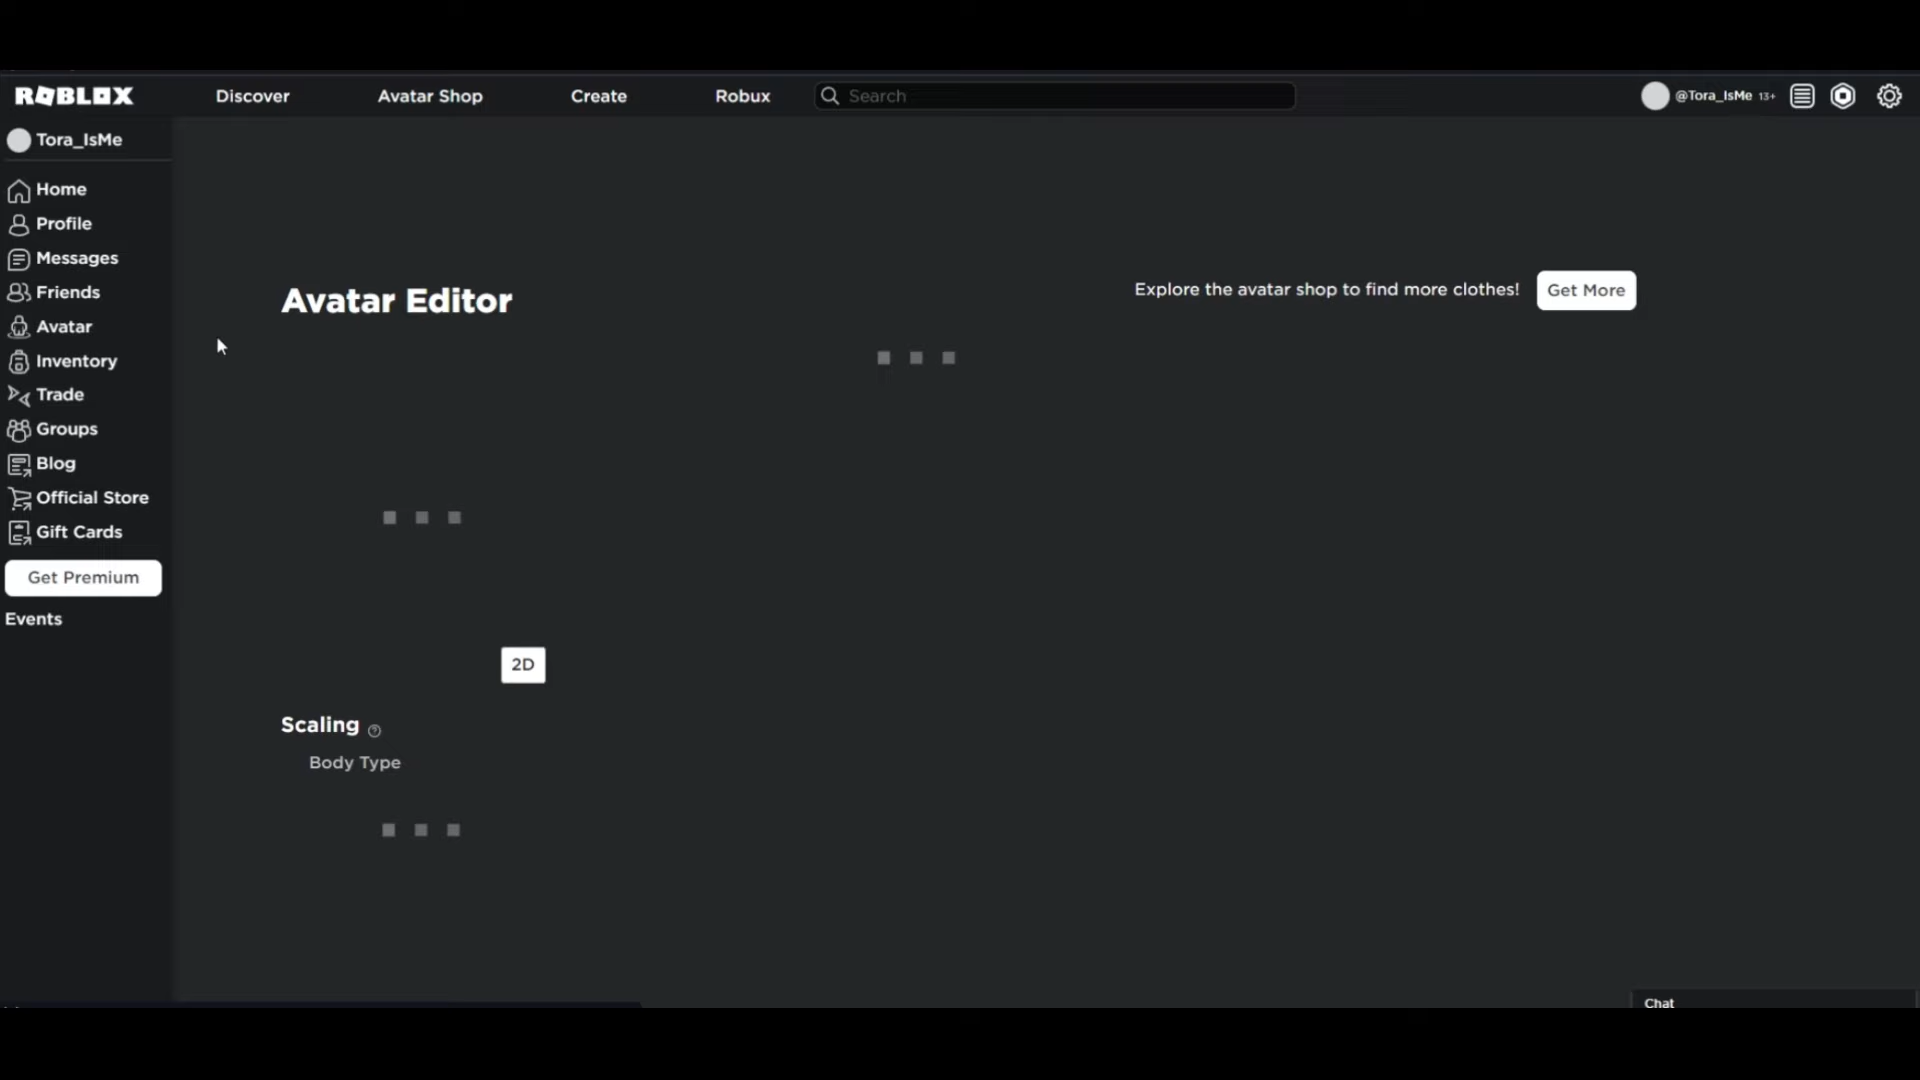 ROBLOX
Discover
Avatar Shop
Create
Robux
Search
@Tora_IsMe 13+
Tora_IsMe
Home
Profile
Messages
Friends
Avatar
Inventory
Trade
Groups
Blog
Official Store
Gift Cards
Get Premium
Events
Avatar Editor
Explore the avatar shop to find more clothes!
Get More
2D
Scaling
Body Type
Chat